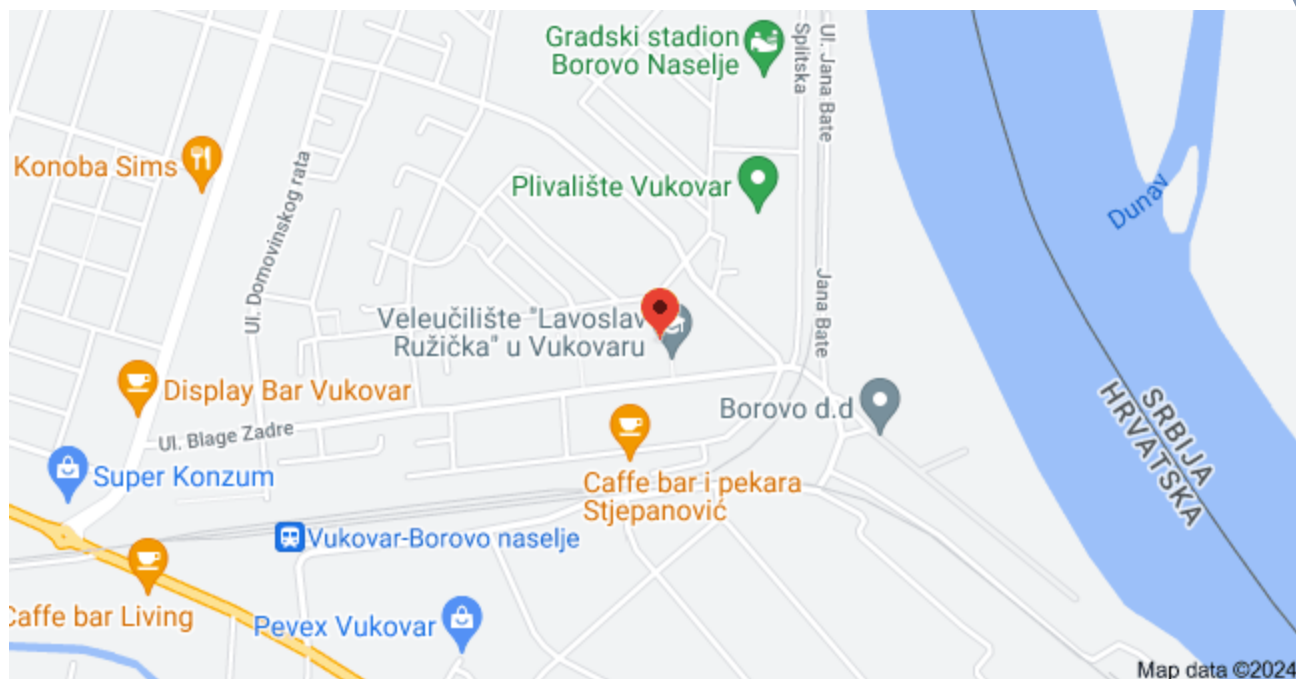 Gradski stadion
Borovo Naselje
Splitska
Ul. Jana Bate
Konoba Sims
Ul. Domovinskog rata
Plivalište Vukovar
Dunav
Jana Bate
Veleučilište "Lavoslav
Ružička" u Vukovaru
Display Bar Vukovar
Borovo d.d
SRBIJA
HRVATSKA
Ul. Blage Zadre
Super Konzum
Caffe bar i pekara
Stjepanović
Vukovar-Borovo naselje
Caffe bar Living
Pevex Vukovar
Map data ©2024